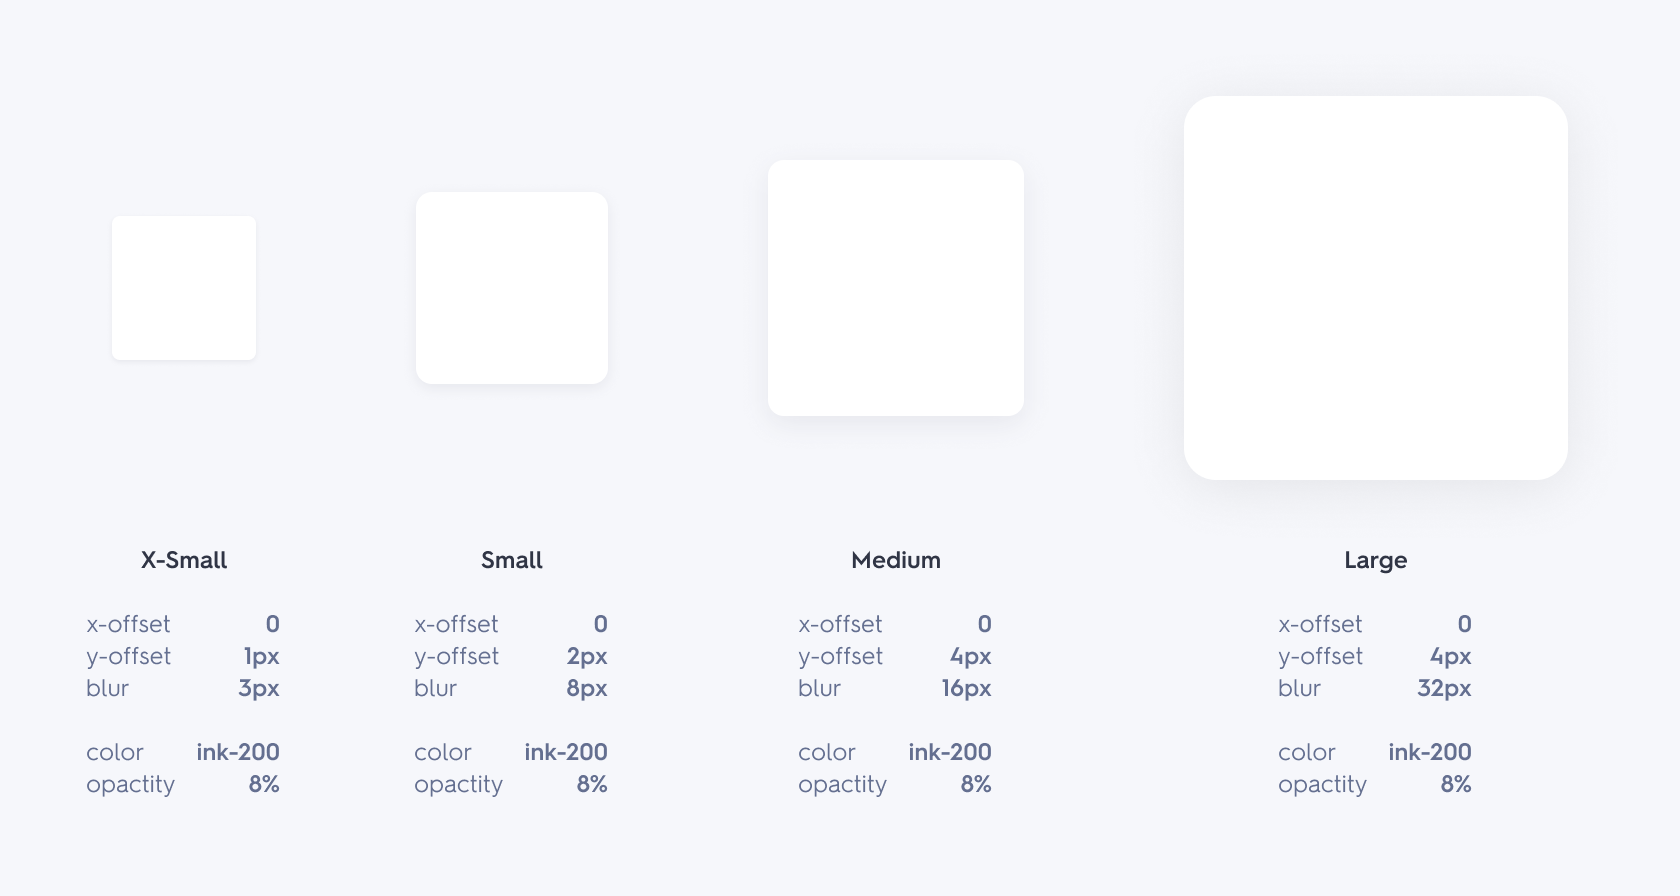 X-Small
x-offset 0
y-offset 1px
blur 3px
color ink-200
opactity 8%
Small
x-offset 0
y-offset 2px
blur 8px
color ink-200
opactity 8%
Medium
x-offset 0
y-offset 4px
blur 16px
color ink-200
opactity 8%
Large
x-offset 0
y-offset 4px
blur 32px
color ink-200
opactity 8%